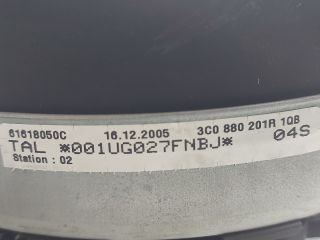 61618050C 16.12.2005 3C0 880 201R 1QB
TAL *001UG027FNBJ* 04S
Station : 02